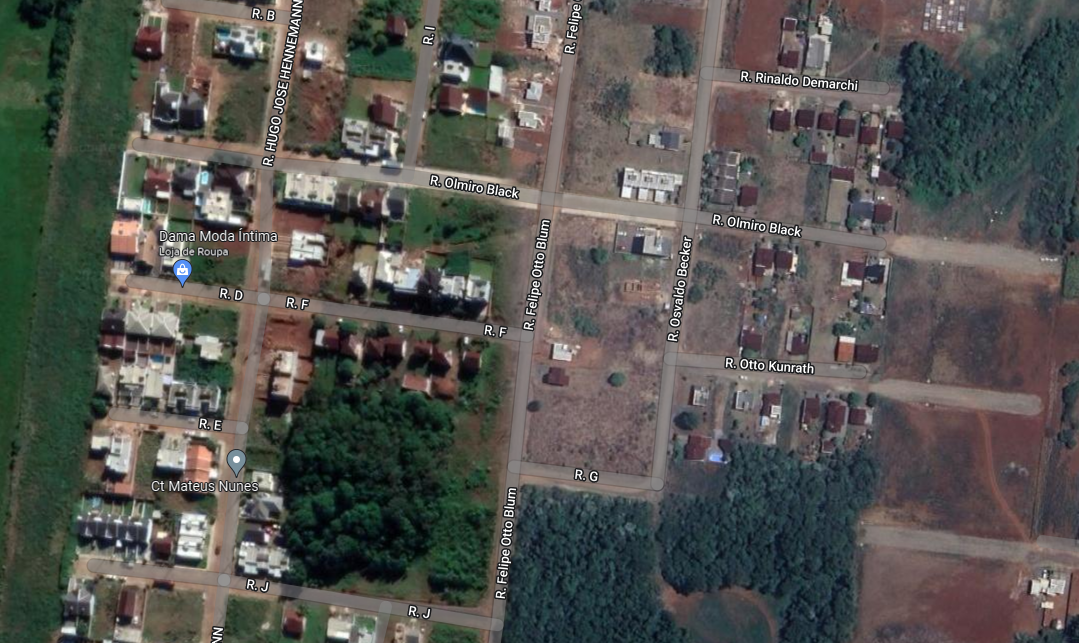 R. B
R. HUGO JOSE HENNEMANN
R. I
R. Felipe
R. Rinaldo Demarchi
R. Olmiro Black
R. Olmiro Black
Dama Moda Íntima
Loja de Roupa
R. Felipe Otto Blum
R. Osvaldo Becker
R. D
R. F
R. F
R. Otto Kunrath
R. E
R. G
Ct Mateus Nunes
R. Felipe Otto Blum
R. J
R. J
NN